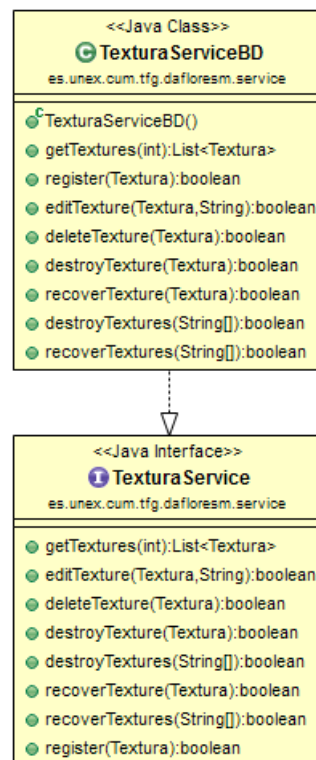 <<Java Class>>
C TexturaServiceBD
es.unex.cum.tfg.dafloresm.service
C TexturaServiceBD()
getTextures(int):List<Textura>
register(Textura):boolean
editTexture(Textura,String):boolean
deleteTexture(Textura):boolean
destroyTexture(Textura):boolean
recoverTexture(Textura):boolean
destroyTextures(String[]):boolean
recoverTextures(String[]):boolean
<<Java Interface>>
I TexturaService
es.unex.cum.tfg.dafloresm.service
getTextures(int):List<Textura>
editTexture(Textura,String):boolean
deleteTexture(Textura):boolean
destroyTexture(Textura):boolean
destroyTextures(String[]):boolean
recoverTexture(Textura):boolean
recoverTextures(String[]):boolean
register(Textura):boolean